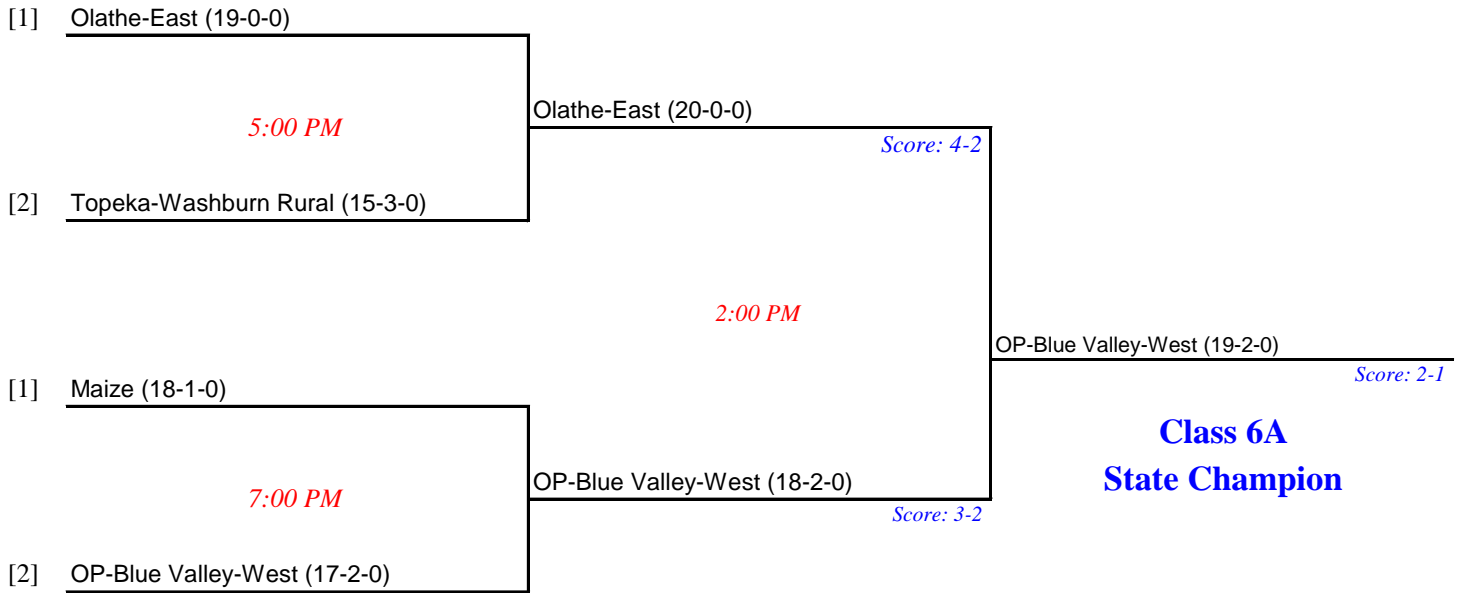 [1] Olathe-East (19-0-0)
5:00 PM
Olathe-East (20-0-0)
Score: 4-2
[2] Topeka-Washburn Rural (15-3-0)
2:00 PM
OP-Blue Valley-West (19-2-0)
Score: 2-1
[1] Maize (18-1-0)
Class 6A
State Champion
7:00 PM
OP-Blue Valley-West (18-2-0)
Score: 3-2
[2] OP-Blue Valley-West (17-2-0)